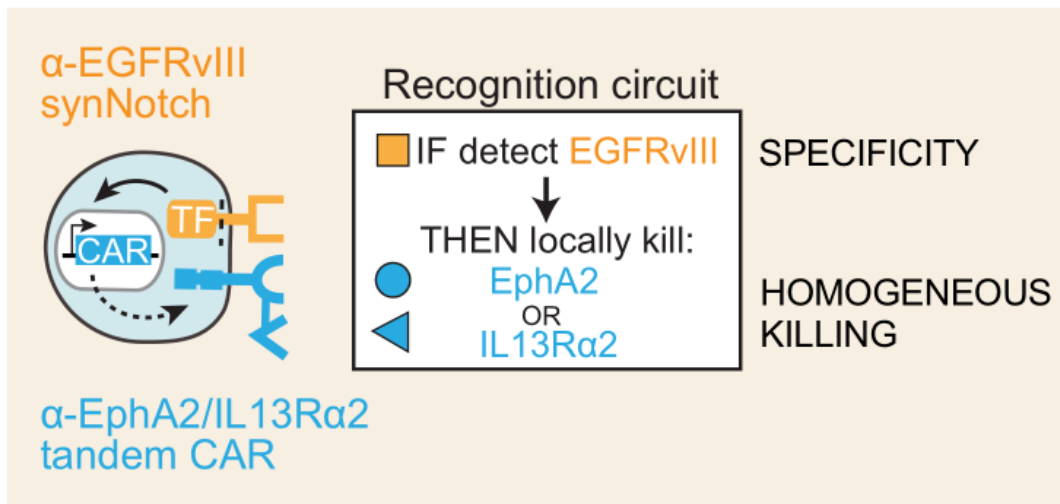 α-EGFRvIII
synNotch
TF
CAR
α-EphA2/IL13Rα2
tandem CAR
Recognition circuit
IF detect EGFRvIII
THEN locally kill:
EphA2
OR
IL13Rα2
SPECIFICITY
HOMOGENEOUS
KILLING